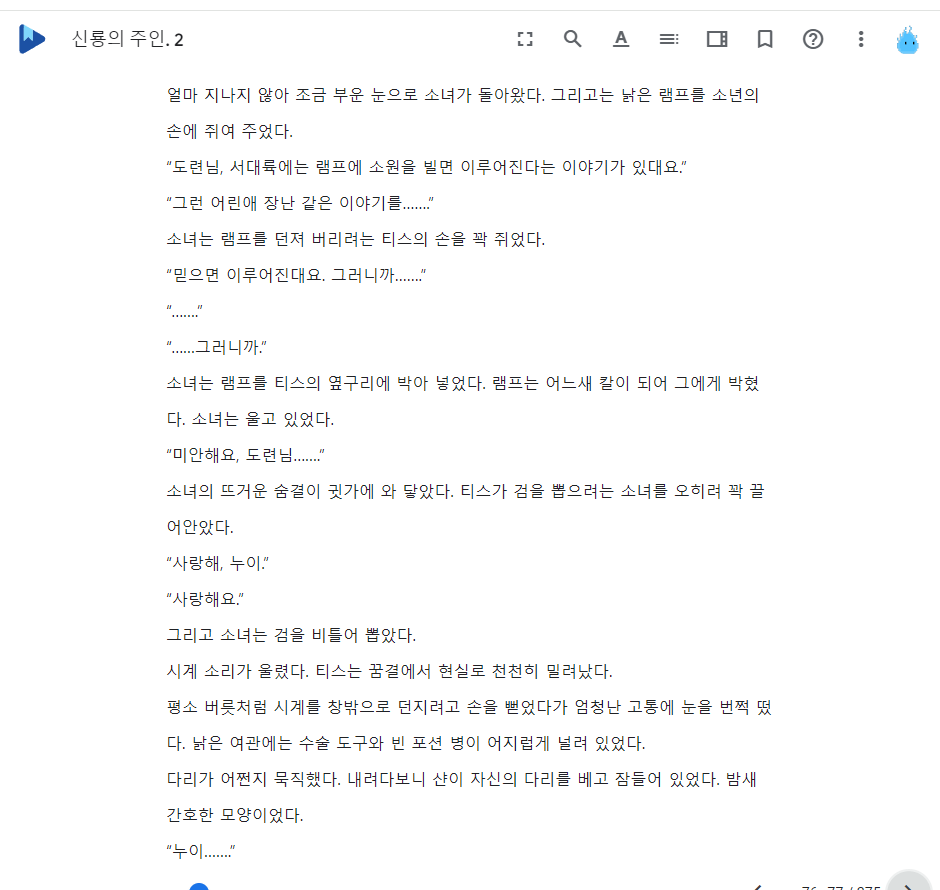 신룡의 주인. 2
얼마 지나지 않아 조금 부운 눈으로 소녀가 돌아왔다. 그리고는 낡은 램프를 소년의
손에 쥐여 주었다.
“도련님, 서대륙에는 램프에 소원을 빌면 이루어진다는 이야기가 있대요.”
“그런 어린애 장난 같은 이야기를…….”
소녀는 램프를 던져 버리려는 티스의 손을 꽉 쥐었다.
“믿으면 이루어진대요. 그러니까…….”
“…….”
“……그러니까.”
소녀는 램프를 티스의 옆구리에 박아 넣었다. 램프는 어느새 칼이 되어 그에게 박혔
다. 소녀는 울고 있었다.
“미안해요, 도련님…….”
소녀의 뜨거운 숨결이 귓가에 와 닿았다. 티스가 검을 뽑으려는 소녀를 오히려 꽉 끌
어안았다.
“사랑해, 누이.”
“사랑해요.”
그리고 소녀는 검을 비틀어 뽑았다.
시계 소리가 울렸다. 티스는 꿈결에서 현실로 천천히 밀려났다.
평소 버릇처럼 시계를 창밖으로 던지려고 손을 뻗었다가 엄청난 고통에 눈을 번쩍 떴
다. 낡은 여관에는 수술 도구와 빈 포션 병이 어지럽게 널려 있었다.
다리가 어쩐지 묵직했다. 내려다보니 샨이 자신의 다리를 베고 잠들어 있었다. 밤새
간호한 모양이었다.
“누이…….”